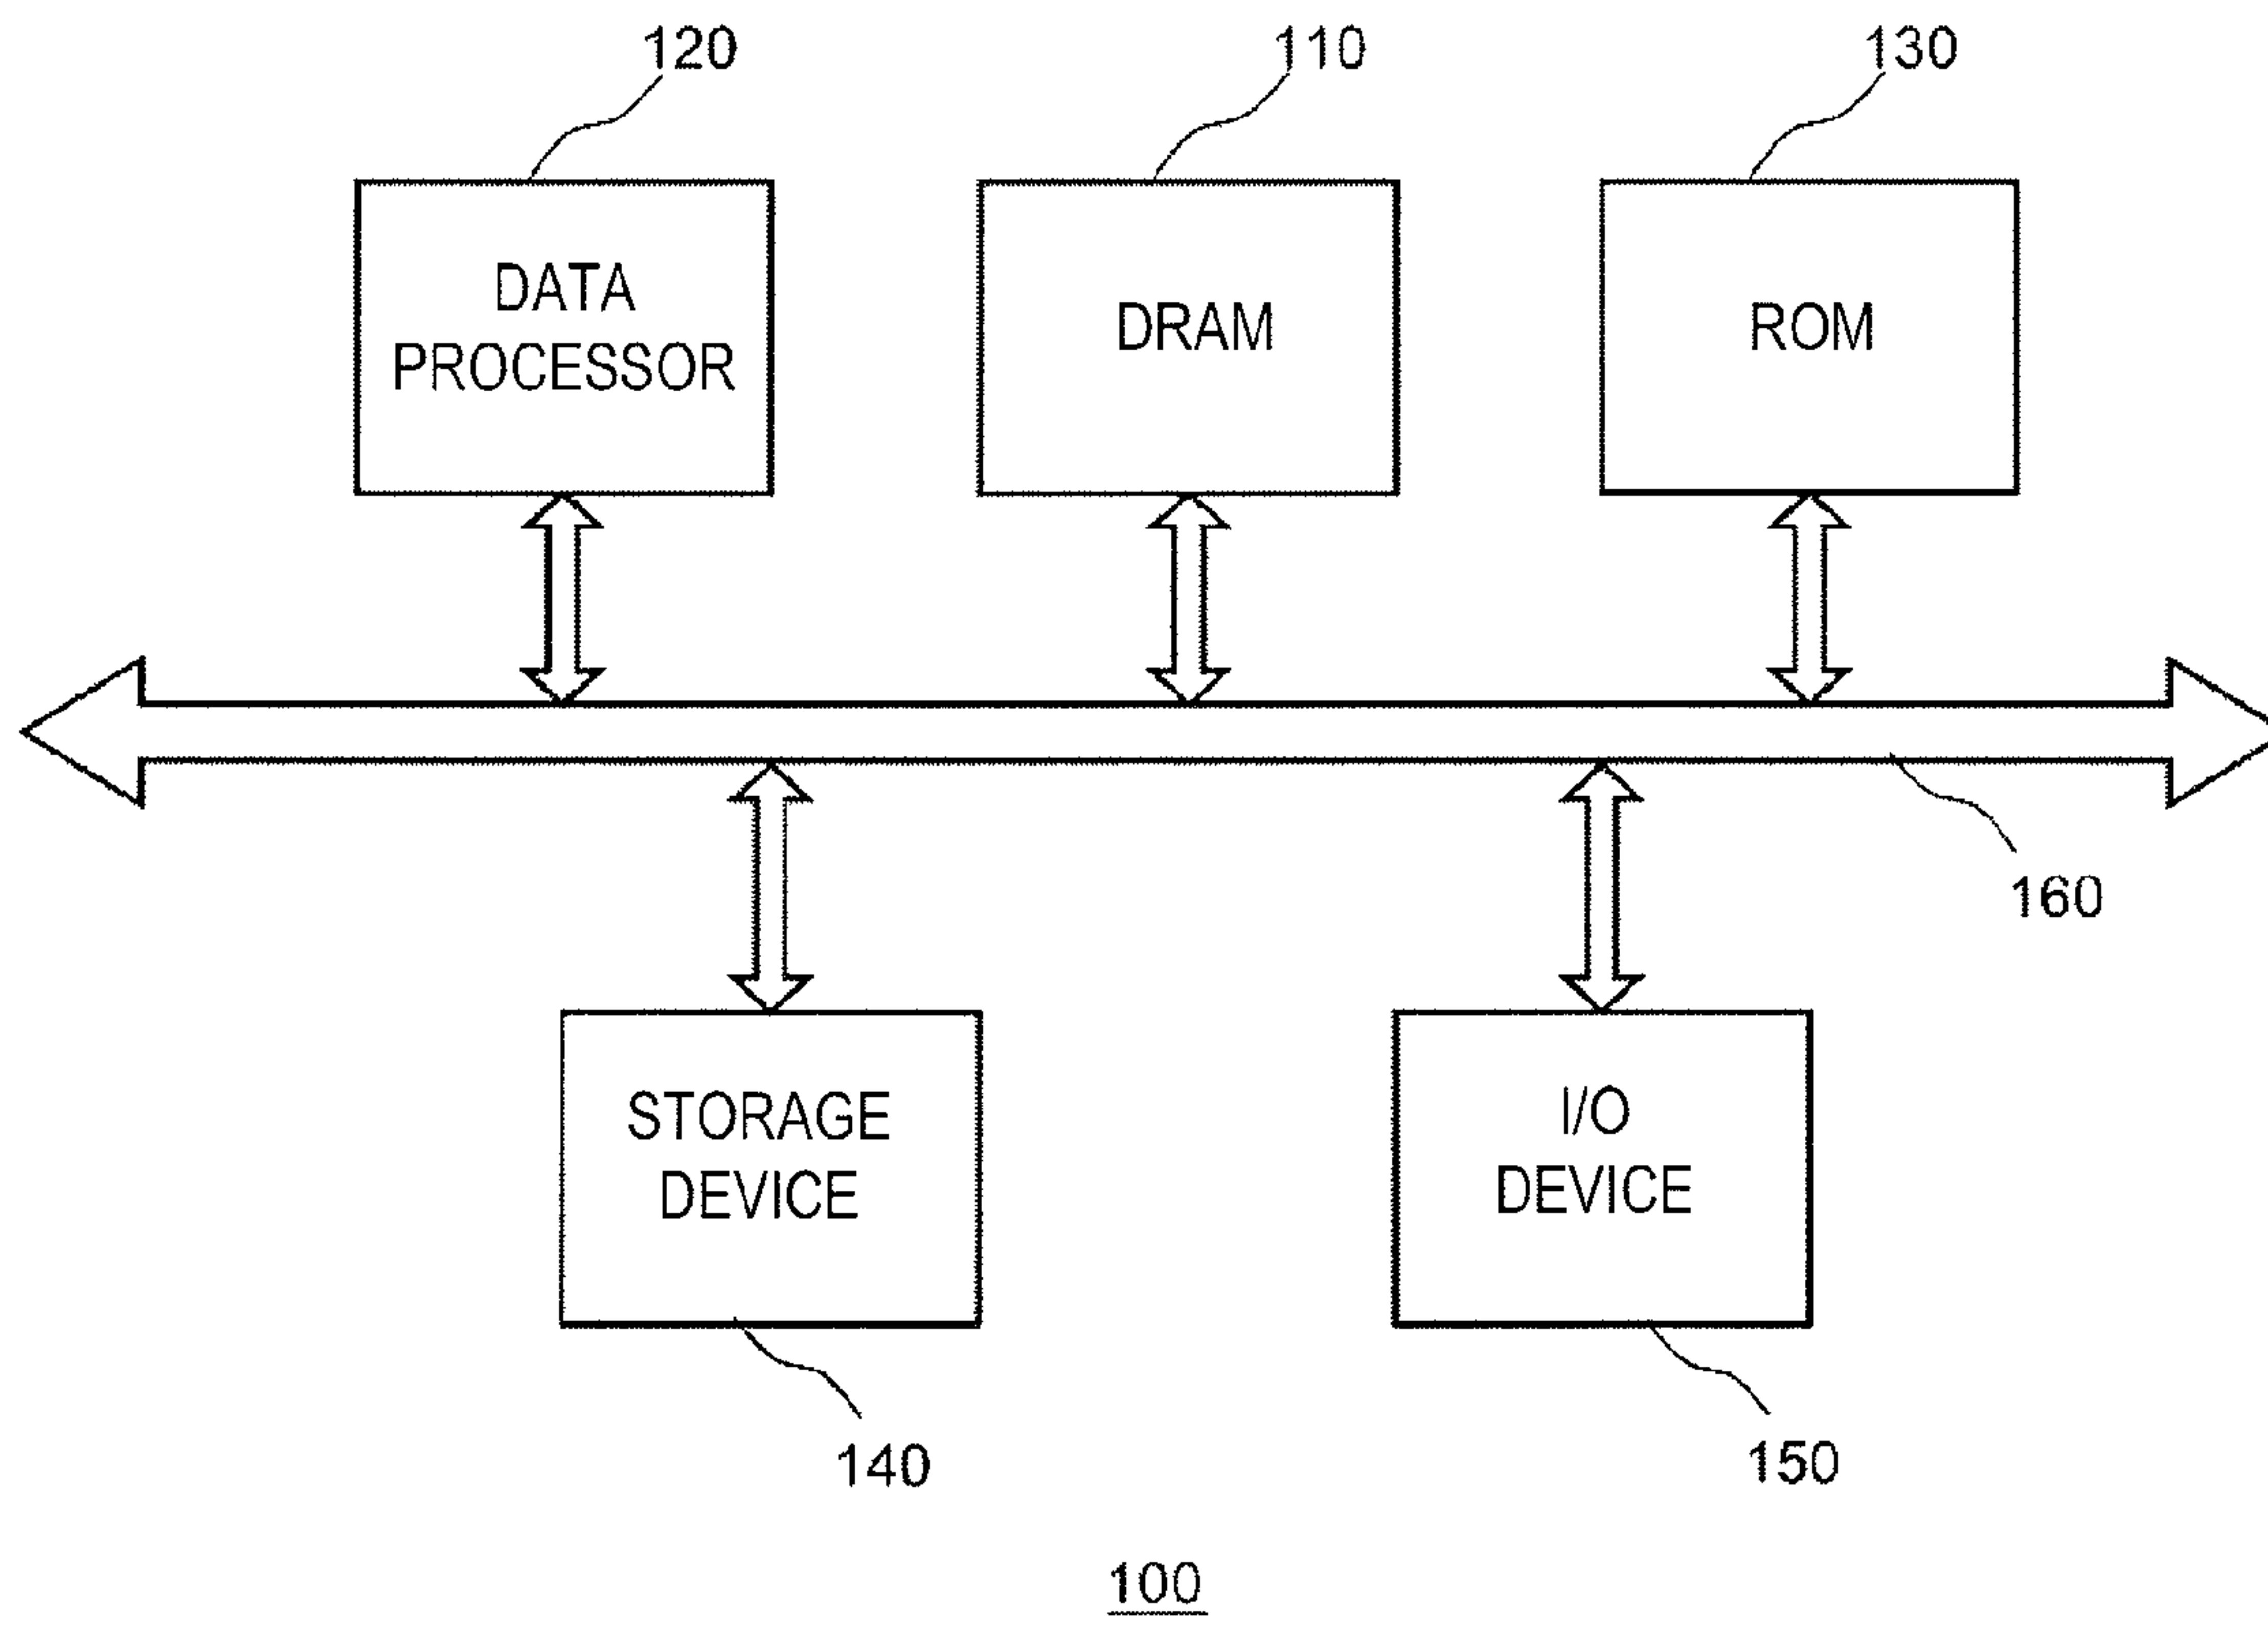 120
110
130
DATA
PROCESSOR
DRAM
ROM
160
STORAGE
DEVICE
I/O
DEVICE
140
150
100